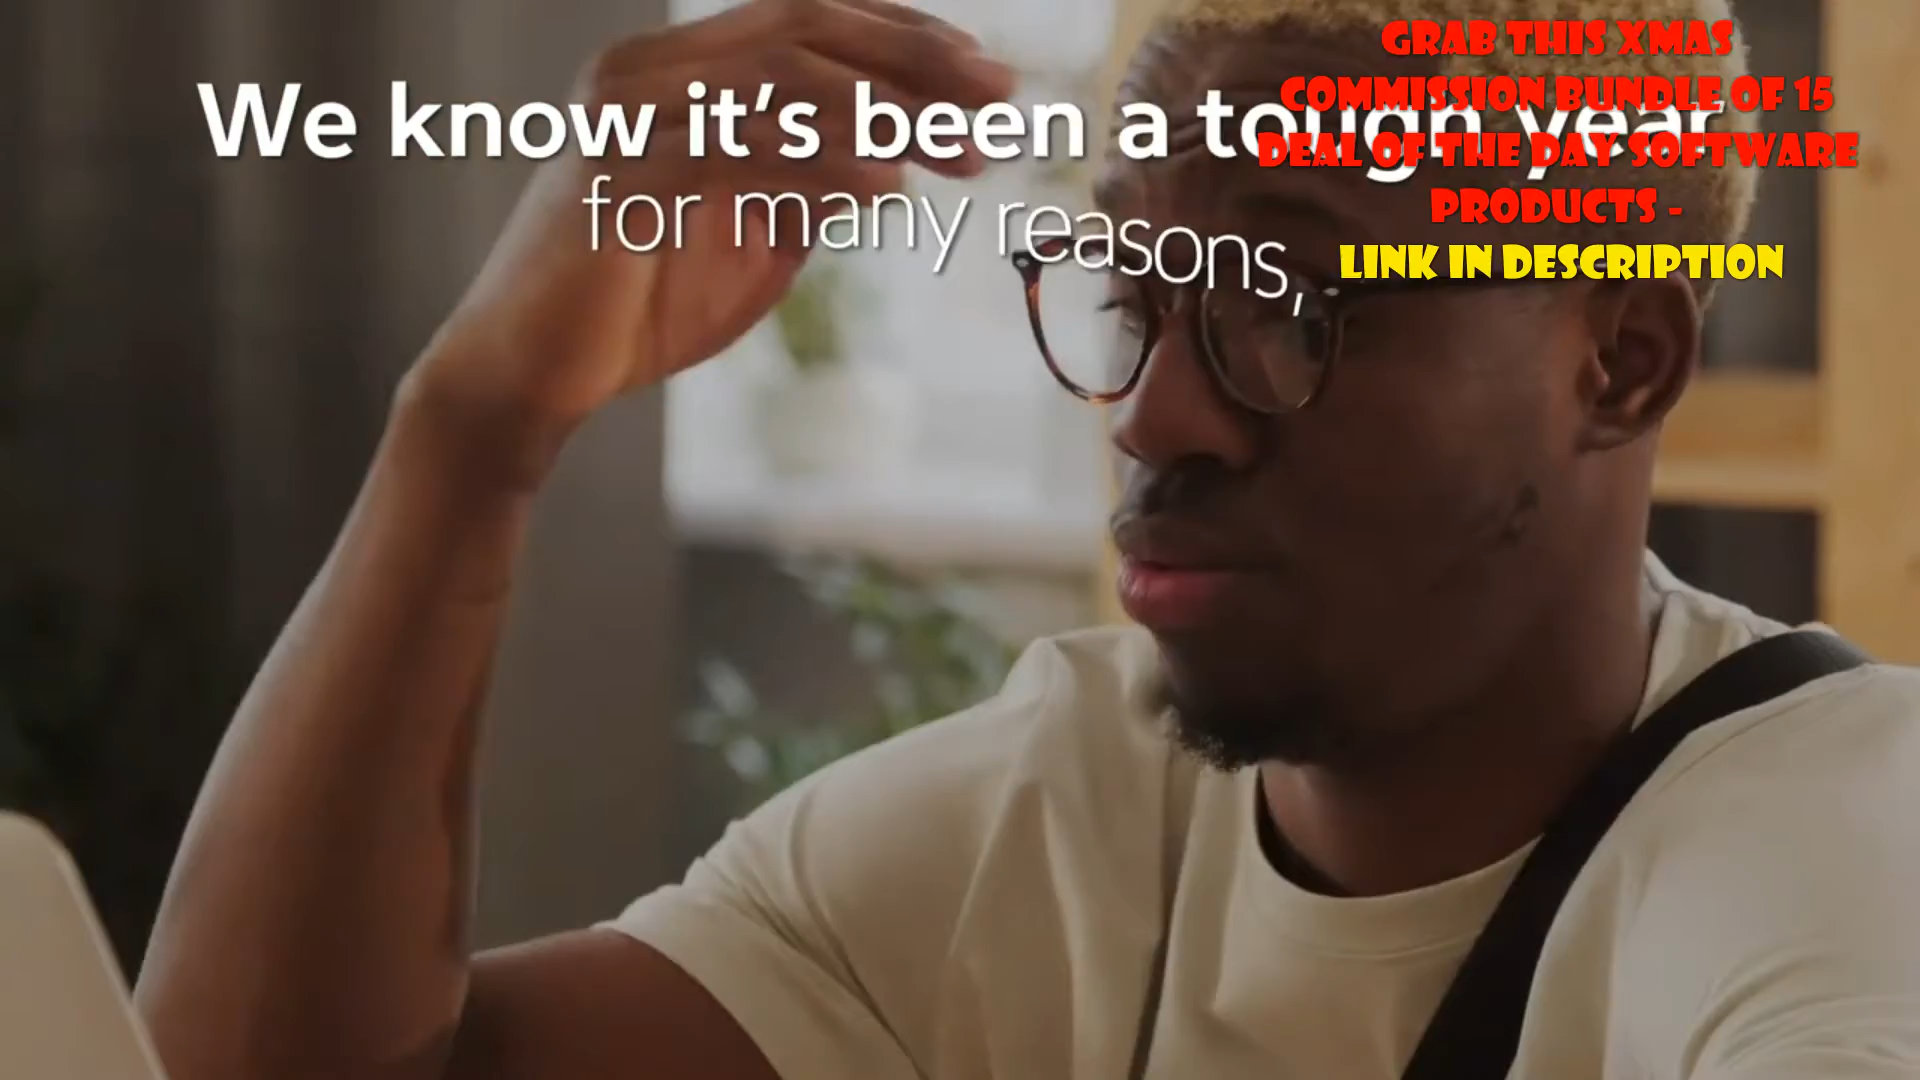 We know it's been a tough year
for many reasons,
GRAB THIS XMAS
COMMISSION BUNDLE OF 15
DEAL OF THE DAY SOFTWARE
PRODUCTS -
LINK IN DESCRIPTION